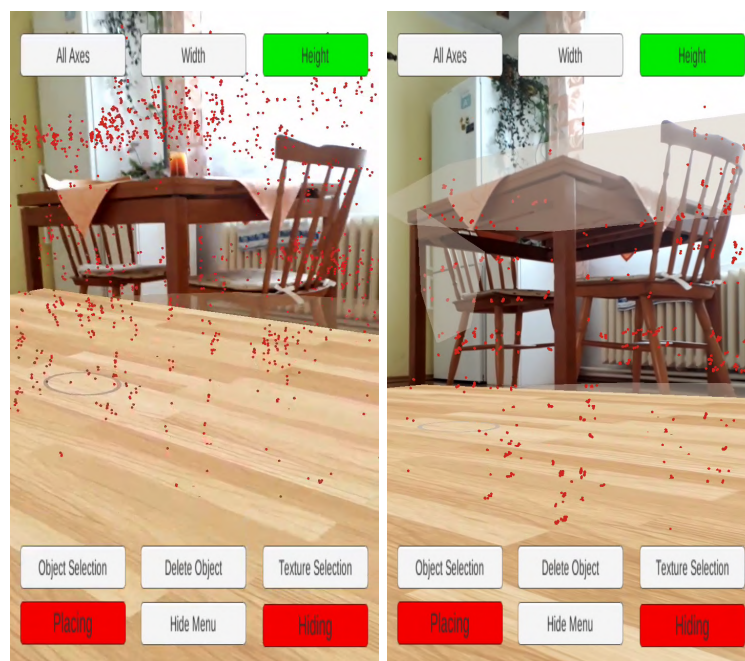 All Axes Width Height
All Axes Width Height
Object Selection Delete Object Texture Selection
Placing Hide Menu Hiding
Object Selection Delete Object Texture Selection
Placing Hide Menu Hiding